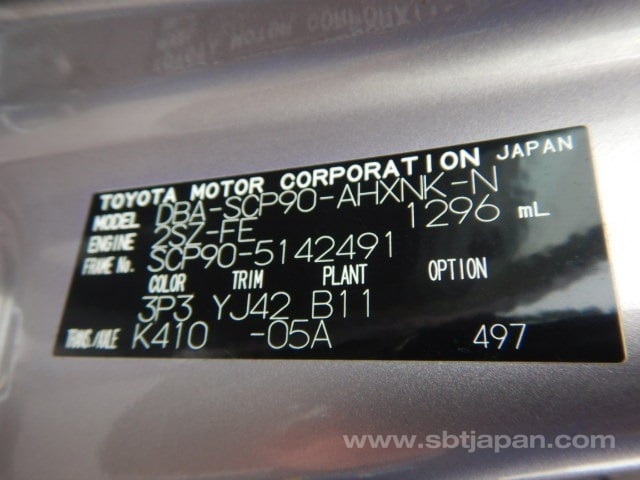 TOYOTA MOTOR CORPORATION JAPAN
MODEL DBA-SCP90-AHXNK-N
ENGINE 2SZ-FE 1296 mL
FRAME No. SCP90-5142491
COLOR TRIM PLANT OPTION
3P3 YJ42 B11
TRANS./AXLE K410 -05A 497
www.sbtjapan.com